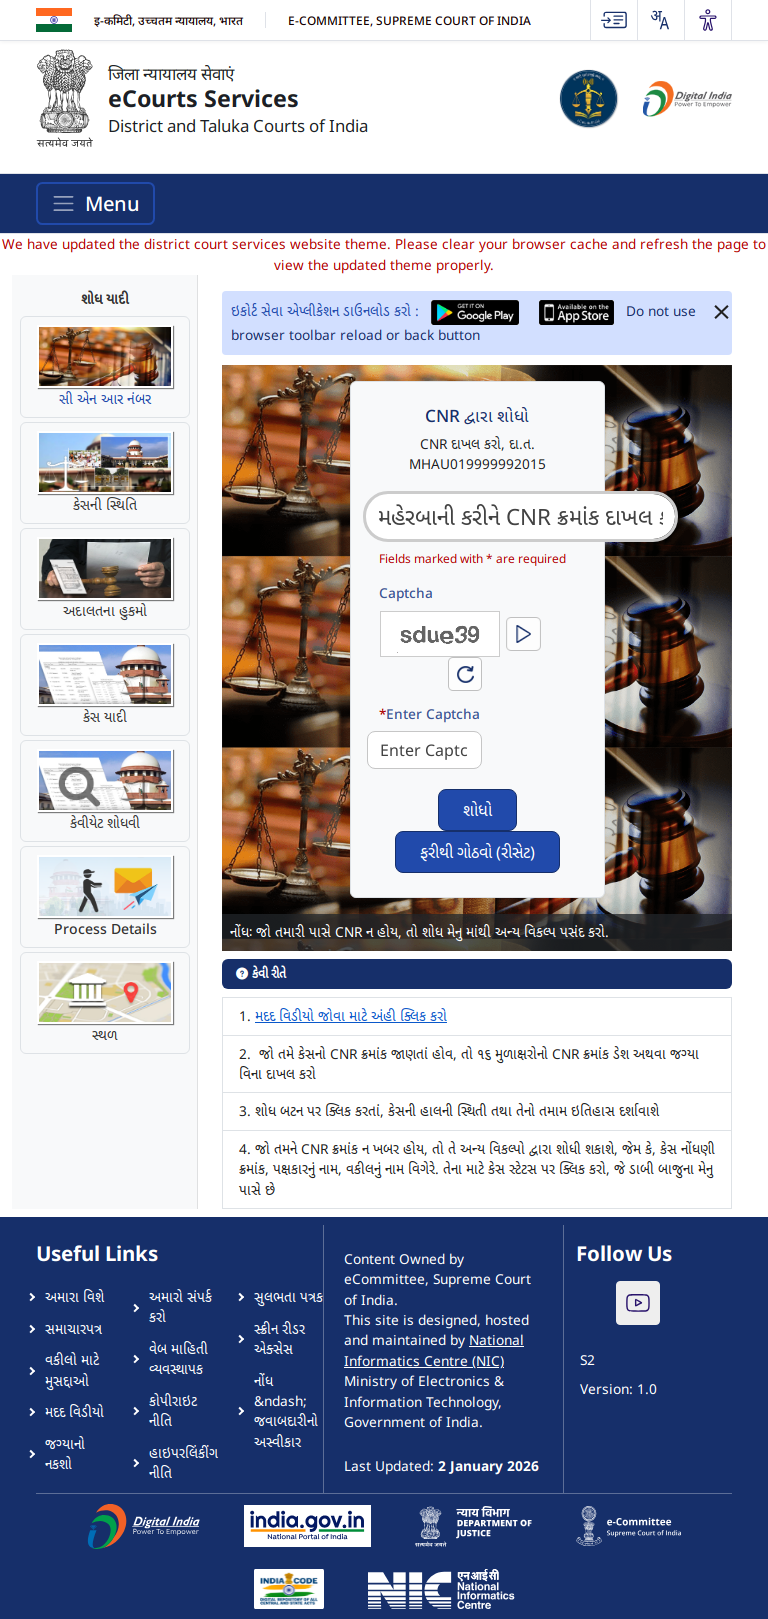 इ-कमिटी, उच्चतम न्यायालय, भारत
E-COMMITTEE, SUPREME COURT OF INDIA
जिला न्यायालय सेवाएं
eCourts Services
District and Taluka Courts of India
सत्यमेव जयते
Digital India
Power To Empower
Menu
We have updated the district court services website theme. Please clear your browser cache and refresh the page to
view the updated theme properly.
શોધ યાદી
સી એન આર નંબર
કેસની સ્થિતિ
અદાલતના હુકમો
કેસ યાદી
કેવીયેટ શોધવી
Process Details
સ્થળ
ઇકોર્ટ સેવા એપ્લીકેશન ડાઉનલોડ કરો :
GET IT ON
Google Play
Available on the
App Store
Do not use
browser toolbar reload or back button
CNR દ્વારા શોધો
CNR દાખલ કરો, દા.ત.
MHAU019999992015
મહેરબાની કરીને CNR ક્રમાંક દાખલ ક
Fields marked with * are required
Captcha
sdue39
*Enter Captcha
Enter Captc
શોધો
ફરીથી ગોઠવો (રીસેટ)
નોંધઃ જો તમારી પાસે CNR ન હોય, તો શોધ મેનુ માંથી અન્ય વિકલ્પ પસંદ કરો.
કેવી રીતે
1. મદદ વિડીયો જોવા માટે અંહી ક્લિક કરો
2. જો તમે કેસનો CNR ક્રમાંક જાણતાં હોવ, તો ૧૬ મુળાક્ષરોનો CNR ક્રમાંક ડેશ અથવા જગ્યા
વિના દાખલ કરો
3. શોધ બટન પર ક્લિક કરતાં, કેસની હાલની સ્થિતી તથા તેનો તમામ ઇતિહાસ દર્શાવાશે
4. જો તમને CNR ક્રમાંક ન ખબર હોય, તો તે અન્ય વિકલ્પો દ્વારા શોધી શકાશે, જેમ કે, કેસ નોંધણી
ક્રમાંક, પક્ષકારનું નામ, વકીલનું નામ વિગેરે. તેના માટે કેસ સ્ટેટસ પર ક્લિક કરો, જે ડાબી બાજુના મેનુ
પાસે છે
Useful Links
અમારા વિશે
સમાચારપત્ર
વકીલો માટે
મુસદ્દાઓ
મદદ વિડીયો
જગ્યાનો
નકશો
અમારો સંપર્ક
કરો
વેબ માહિતી
વ્યવસ્થાપક
કોપીરાઇટ
નીતિ
હાઇપરલિંકીંગ
નીતિ
સુલભતા પત્રક
સ્ક્રીન રીડર
એક્સેસ
નોંધ
&ndash;
જવાબદારીનો
અસ્વીકાર
Content Owned by
eCommittee, Supreme Court
of India.
This site is designed, hosted
and maintained by National
Informatics Centre (NIC)
Ministry of Electronics &
Information Technology,
Government of India.
Last Updated: 2 January 2026
Follow Us
S2
Version: 1.0
Digital India
Power To Empower
india.gov.in
National Portal of India
सत्यमेव जयते
न्याय विभाग
DEPARTMENT OF
JUSTICE
e-Committee
Supreme Court of India
INDIA CODE
DIGITAL REPOSITORY OF ALL
CENTRAL AND STATE ACTS
NIC
एनआईसी
National
Informatics
Centre